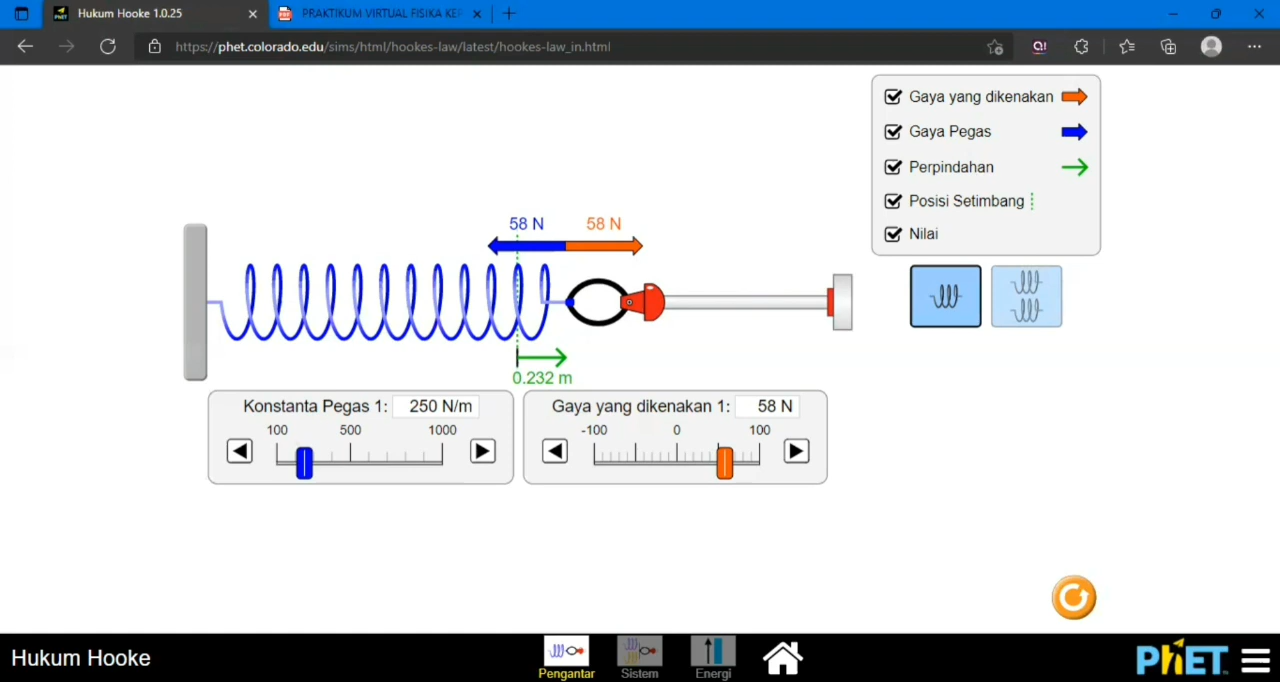 Hukum Hooke 1.0.25
PRAKTIKUM VIRTUAL FISIKA KE
https://phet.colorado.edu/sims/html/hookes-law/latest/hookes-law_in.html
Gaya yang dikenakan
Gaya Pegas
Perpindahan
Posisi Setimbang
Nilai
58 N 58 N
0.232 m
Konstanta Pegas 1: 250 N/m
100 500 1000
Gaya yang dikenakan 1: 58 N
-100 0 100
Hukum Hooke
Pengantar
Sistem
Energi
PhET